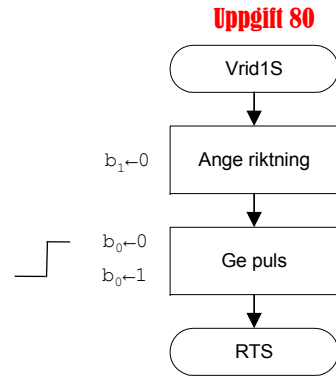 Uppgift 80
Vrid1S
b₁←0
Ange riktning
b₀←0
Ge puls
b₀←1
RTS